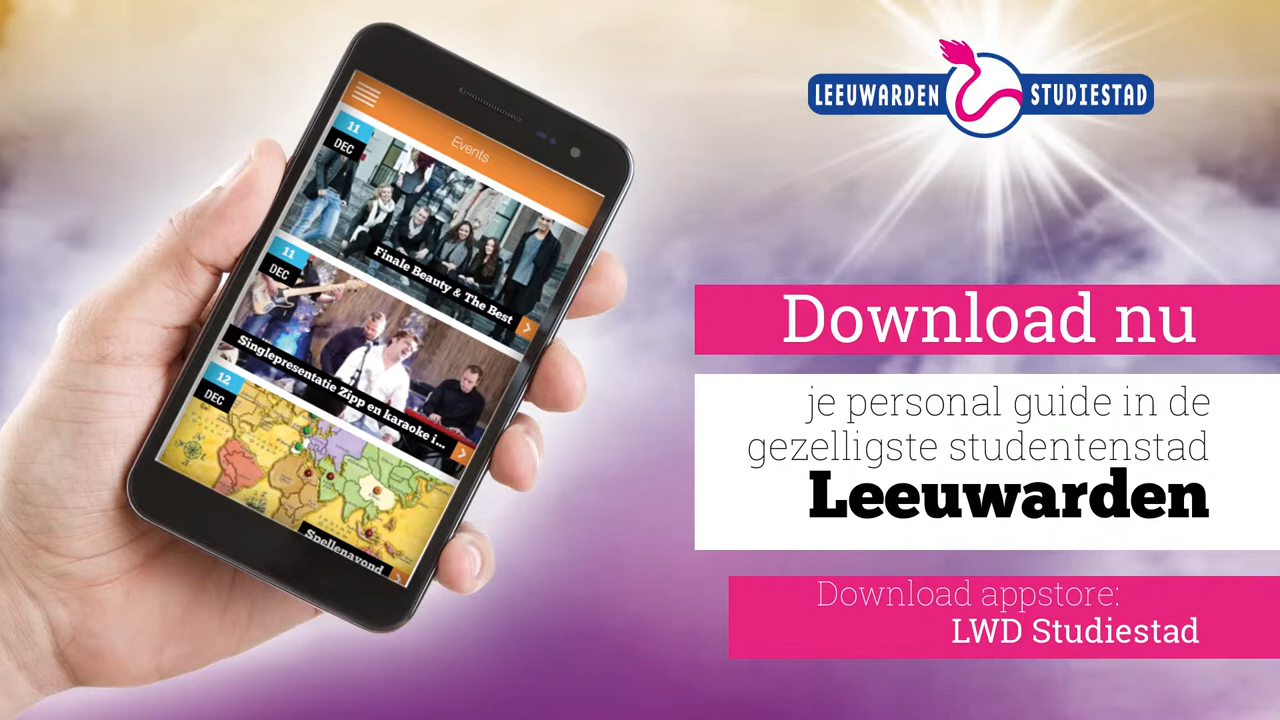 LEEUWARDEN STUDIESTAD
Events
11
DEC
Finale Beauty & The Best
11
DEC
Singlepresentatie Zipp en karaoke i...
12
DEC
Spellenavond
Download nu
je personal guide in de
gezelligste studentenstad
Leeuwarden
Download appstore:
LWD Studiestad